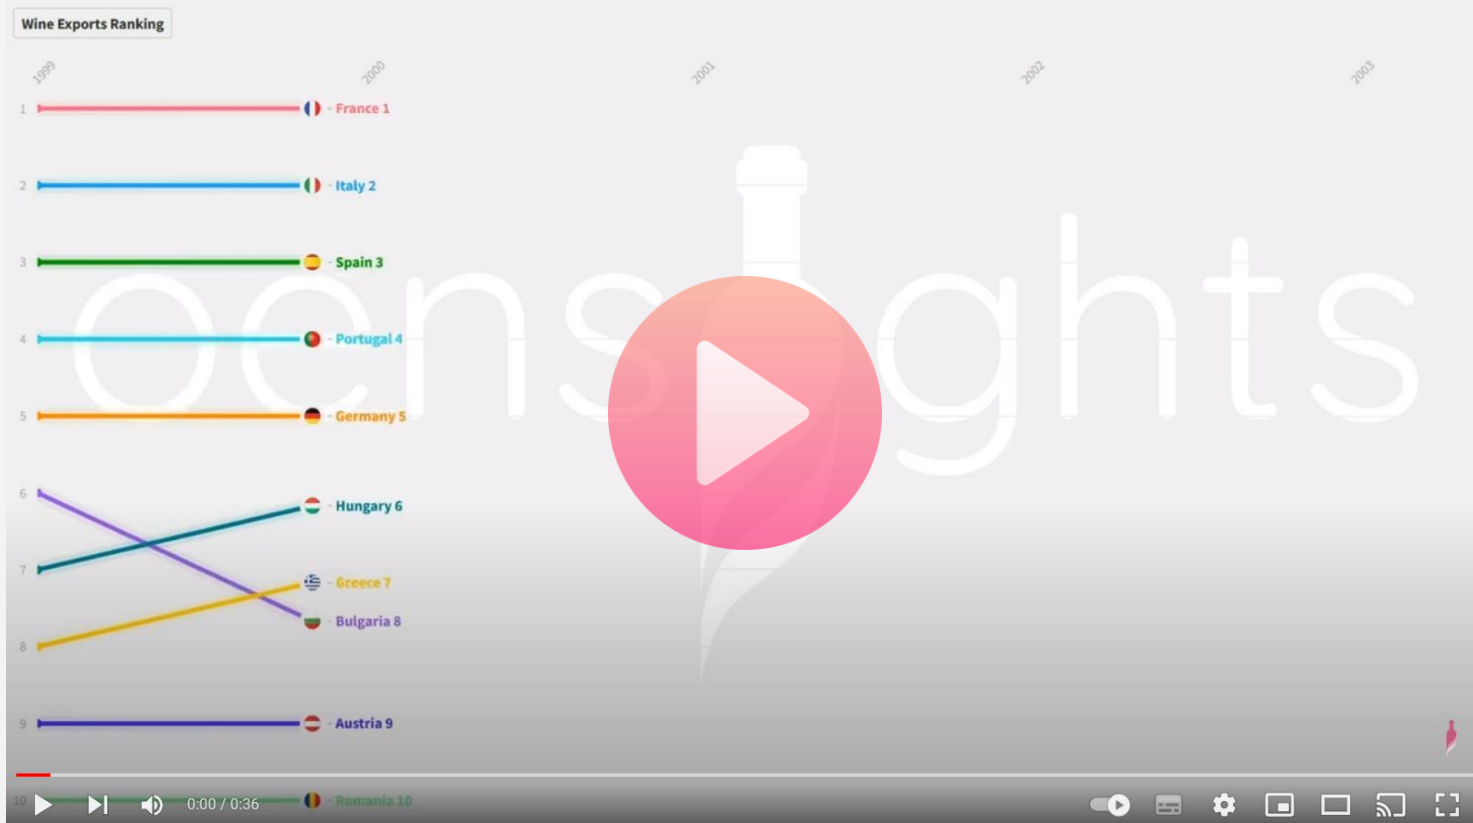 Wine Exports Ranking
1999 2000 2001 2002 2003
1 France 1
2 Italy 2
3 Spain 3
4 Portugal 4
5 Germany 5
6
Hungary 6
7
Greece 7
Bulgaria 8
8
9 Austria 9
10 Romania 10
oensights
0:00 / 0:36